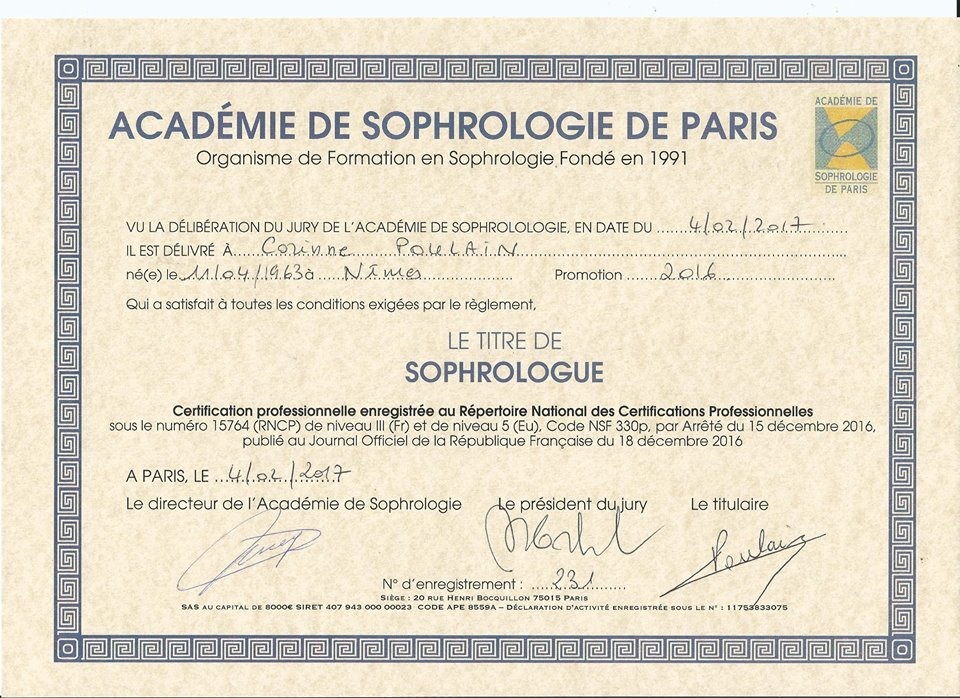 ACADÉMIE DE SOPHROLOGIE DE PARIS
Organisme de Formation en Sophrologie Fondé en 1991
ACADÉMIE DE
SOPHROLOGIE
DE PARIS
VU LA DÉLIBÉRATION DU JURY DE L'ACADÉMIE DE SOPHROLOLOGIE, EN DATE DU 4/02/2017
IL EST DÉLIVRÉ À Corinne POULAIN
né(e) le 11/04/1963 à Nîmes Promotion 2016
Qui a satisfait à toutes les conditions exigées par le règlement,
LE TITRE DE
SOPHROLOGUE
Certification professionnelle enregistrée au Répertoire National des Certifications Professionnelles
sous le numéro 15764 (RNCP) de niveau III (Fr) et de niveau 5 (Eu), Code NSF 330p, par Arrêté du 15 décembre 2016,
publié au Journal Officiel de la République Française du 18 décembre 2016
A PARIS, LE 4/02/2017
Le directeur de l'Académie de Sophrologie Le président du jury Le titulaire
Poulain
N° d'enregistrement : 231
SIÈGE : 20 RUE HENRI BOCQUILLON 75015 PARIS
SAS AU CAPITAL DE 8000€ SIRET 407 943 000 00023 CODE APE 8559A – DÉCLARATION D'ACTIVITÉ ENREGISTRÉE SOUS LE N° : 11753833075